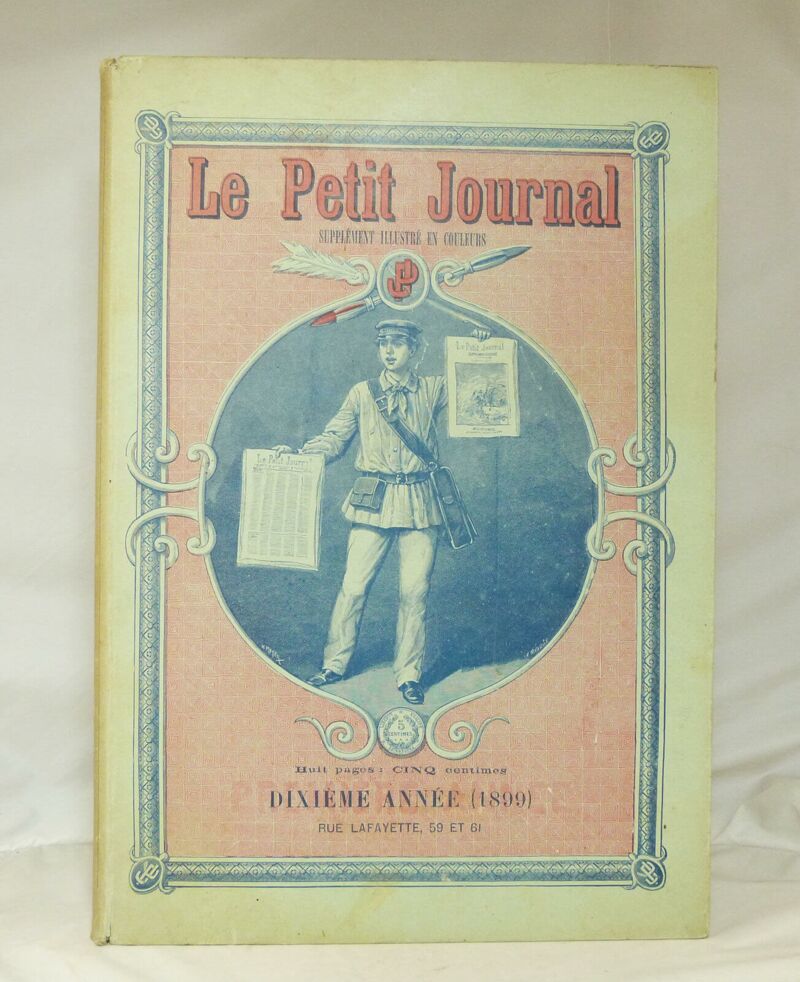 Le Petit Journal
SUPPLÉMENT ILLUSTRÉ EN COULEURS
Le Petit Journal
Le Petit Journal
5
CENTIMES
Huit pages : CINQ centimes
DIXIÈME ANNÉE (1899)
RUE LAFAYETTE, 59 ET 61